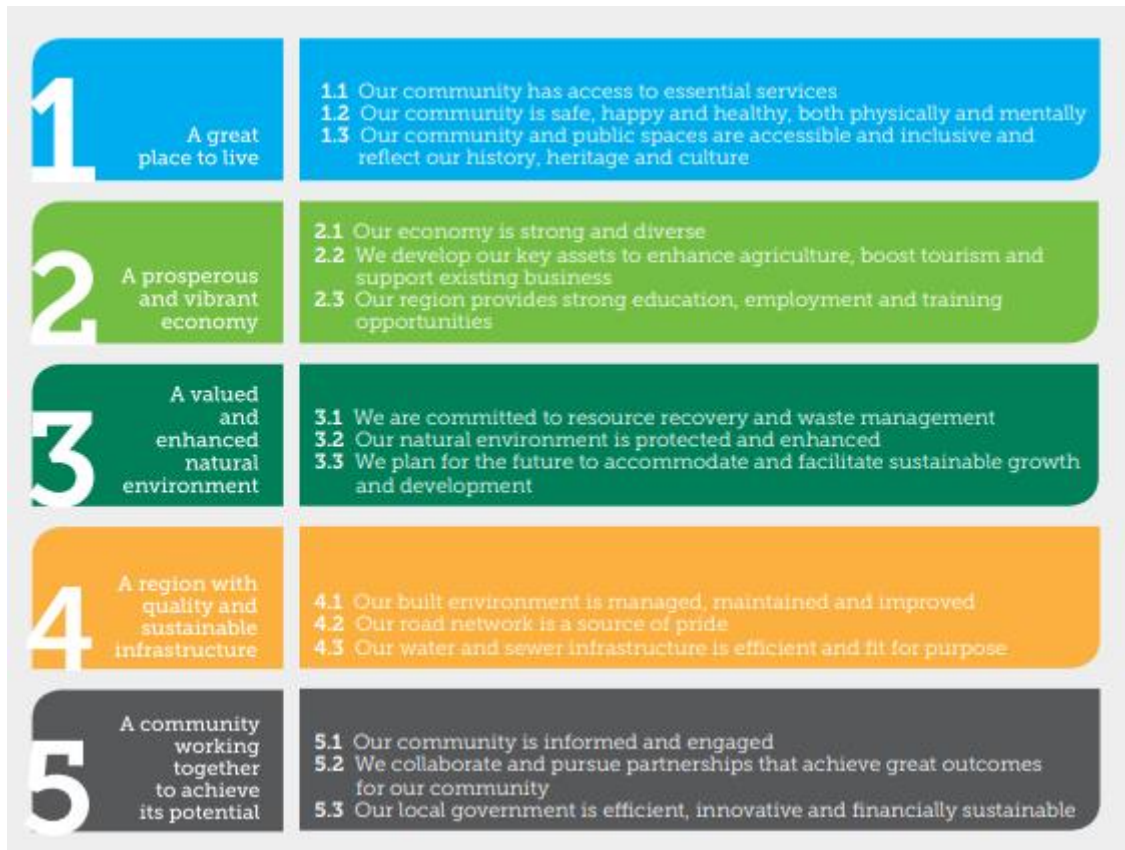 1
A great
place to live
1.1 Our community has access to essential services
1.2 Our community is safe, happy and healthy, both physically and mentally
1.3 Our community and public spaces are accessible and inclusive and
reflect our history, heritage and culture
2
A prosperous
and vibrant
economy
2.1 Our economy is strong and diverse
2.2 We develop our key assets to enhance agriculture, boost tourism and
support existing business
2.3 Our region provides strong education, employment and training
opportunities
3
A valued
and
enhanced
natural
environment
3.1 We are committed to resource recovery and waste management
3.2 Our natural environment is protected and enhanced
3.3 We plan for the future to accommodate and facilitate sustainable growth
and development
4
A region with
quality and
sustainable
infrastructure
4.1 Our built environment is managed, maintained and improved
4.2 Our road network is a source of pride
4.3 Our water and sewer infrastructure is efficient and fit for purpose
5
A community
working
together
to achieve
its potential
5.1 Our community is informed and engaged
5.2 We collaborate and pursue partnerships that achieve great outcomes
for our community
5.3 Our local government is efficient, innovative and financially sustainable